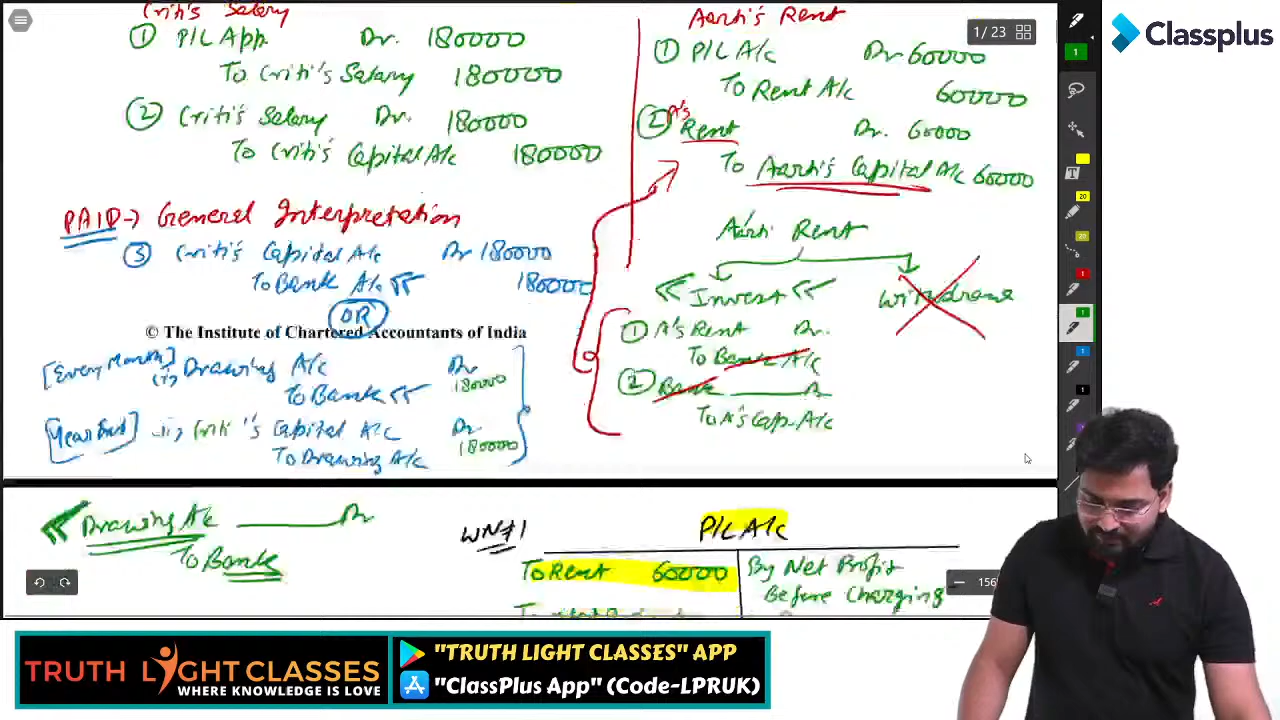 Criti's Salary
① P/L App Dr. 180000
To Criti's Salary 180000
② Criti's Salary Dr. 180000
To Criti's Capital A/c 180000
PAID → General Interpretation
③ Criti's Capital A/c Dr 180000
To Bank A/c 180000
OR
© The Institute of Chartered Accountants of India
[Every Month] (i) Drawing A/c Dr 180000
To Bank
[Year End] ii) Criti's Capital A/c Dr 180000
To Drawing A/c
Aarti's Rent
① P/L A/c Dr 60000
To Rent A/c 60000
② A's Rent Dr. 60000
To Aarti's Capital A/c 60000
Aarti Rent
Invest
Withdraw
① A's Rent Dr.
To Bank A/c
② Bank Dr
To A's Cap. A/c
Drawing A/c Dr
To Bank
WN#1
P/L A/c
To Rent 60000
By Net Profit
Before Charging
1/23
156
Classplus
TRUTH LIGHT CLASSES
WHERE KNOWLEDGE IS LOVE
"TRUTH LIGHT CLASSES" APP
"ClassPlus App" (Code-LPRUK)